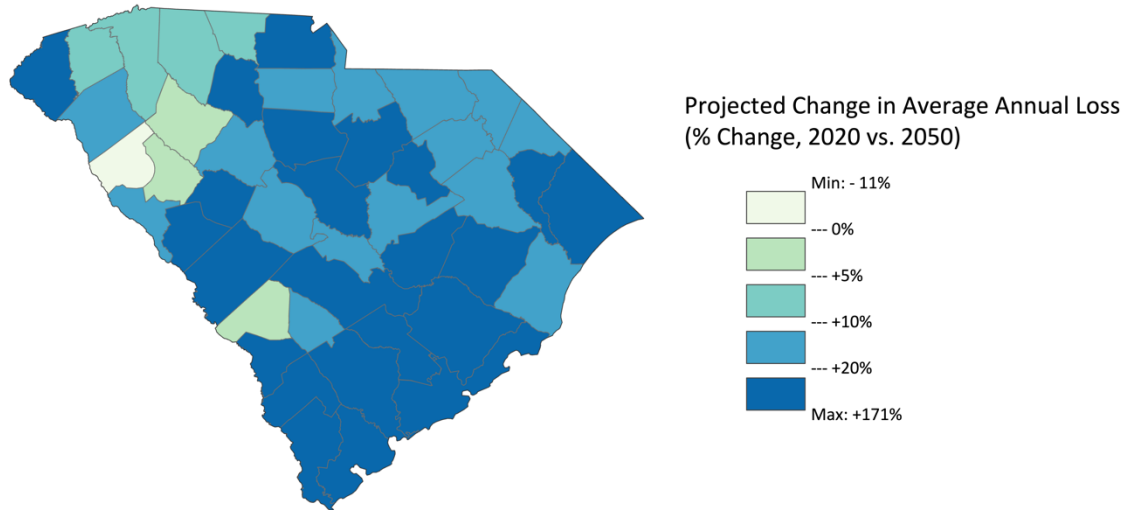 Projected Change in Average Annual Loss
(% Change, 2020 vs. 2050)
Min: - 11%
--- 0%
--- +5%
--- +10%
--- +20%
Max: +171%